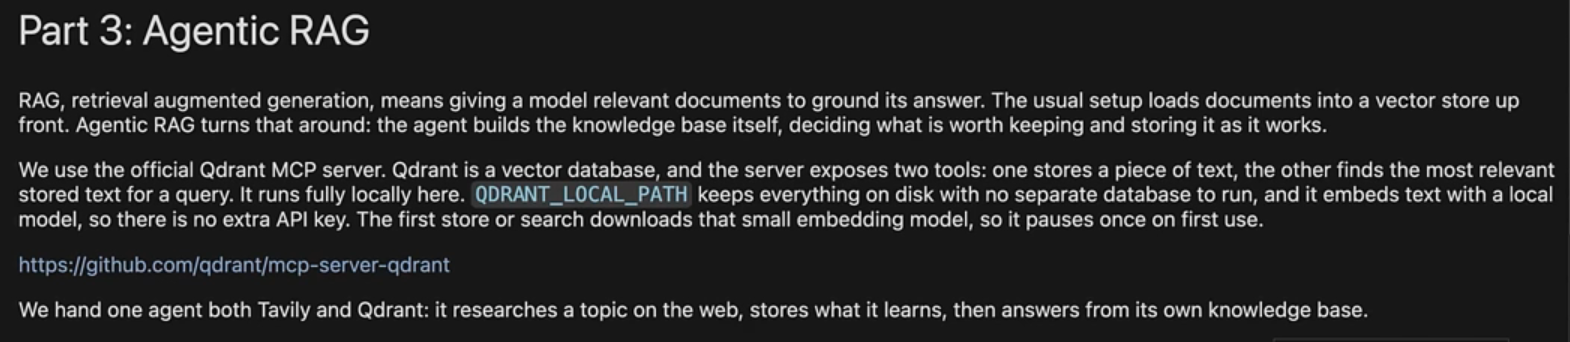 Part 3: Agentic RAG
RAG, retrieval augmented generation, means giving a model relevant documents to ground its answer. The usual setup loads documents into a vector store up
front. Agentic RAG turns that around: the agent builds the knowledge base itself, deciding what is worth keeping and storing it as it works.
We use the official Qdrant MCP server. Qdrant is a vector database, and the server exposes two tools: one stores a piece of text, the other finds the most relevant
stored text for a query. It runs fully locally here. QDRANT_LOCAL_PATH keeps everything on disk with no separate database to run, and it embeds text with a local
model, so there is no extra API key. The first store or search downloads that small embedding model, so it pauses once on first use.
https://github.com/qdrant/mcp-server-qdrant
We hand one agent both Tavily and Qdrant: it researches a topic on the web, stores what it learns, then answers from its own knowledge base.